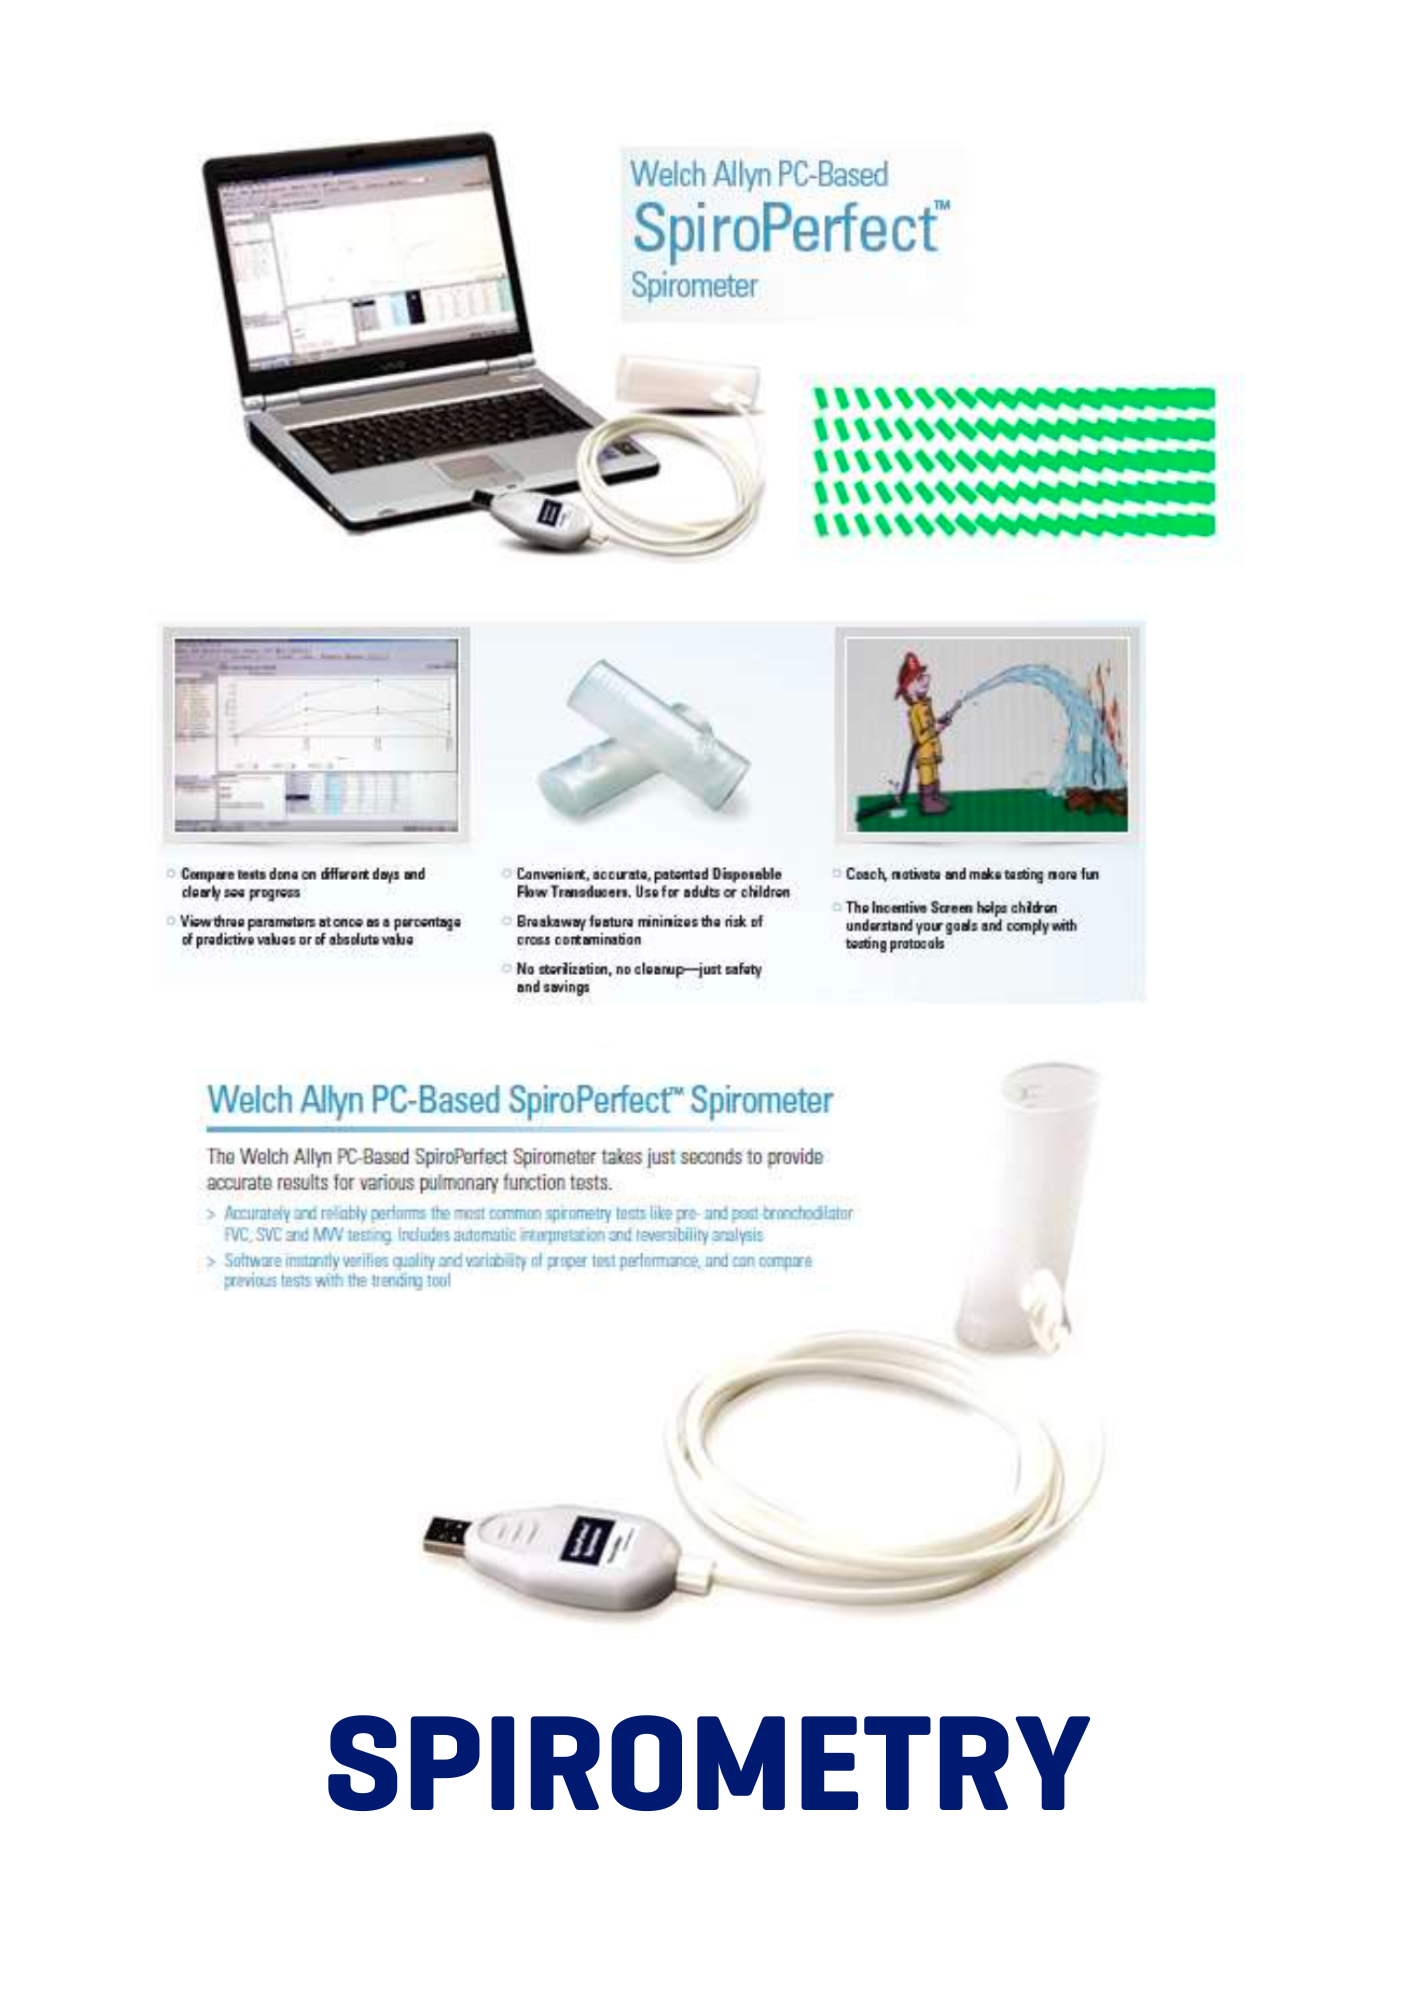 Welch Allyn PC-Based
SpiroPerfect™
Spirometer
Compare tests done on different days and
clearly see progress
View three parameters at once as a percentage
of predictive values or of absolute value
Convenient, accurate, patented Disposable
Flow Transducers. Use for adults or children
Breakaway feature minimizes the risk of
cross contamination
No sterilization, no cleanup—just safety
and savings
Coach, motivate and make testing more fun
The Incentive Screen helps children
understand your goals and comply with
testing protocols
Welch Allyn PC-Based SpiroPerfect™ Spirometer
The Welch Allyn PC-Based SpiroPerfect Spirometer takes just seconds to provide
accurate results for various pulmonary function tests.
> Accurately and reliably performs the most common spirometry tests like pre- and post-bronchodilator
FVC, SVC and MVV testing. Includes automatic interpretation and reversibility analysis
> Software instantly verifies quality and variability of proper test performance, and can compare
previous tests with the trending tool
SPIROMETRY